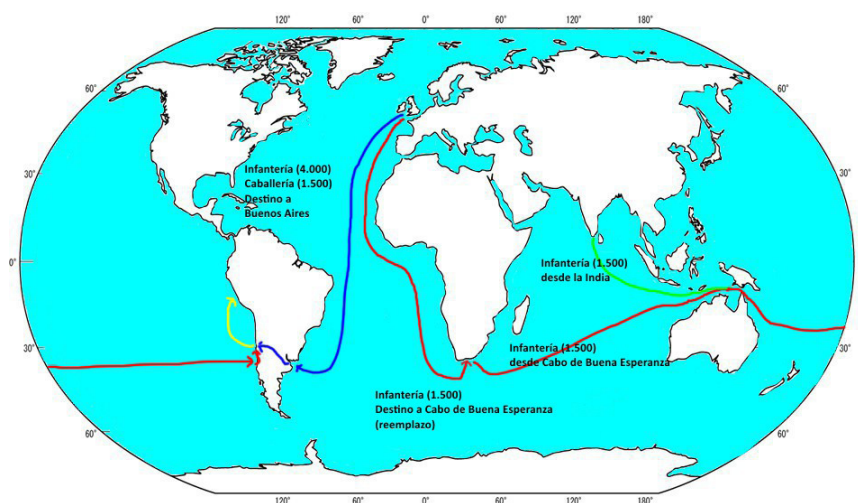 120° 60° 0° 60° 120° 180°
60° 60°
Infantería (4.000)
Caballería (1.500)
Destino a
Buenos Aires
30° 30°
Infantería (1.500)
desde la India
0° 0°
Infantería (1.500)
desde Cabo de Buena Esperanza
30° 30°
Infantería (1.500)
Destino a Cabo de Buena Esperanza
(reemplazo)
60° 60°
120° 60° 0° 60° 120° 180°